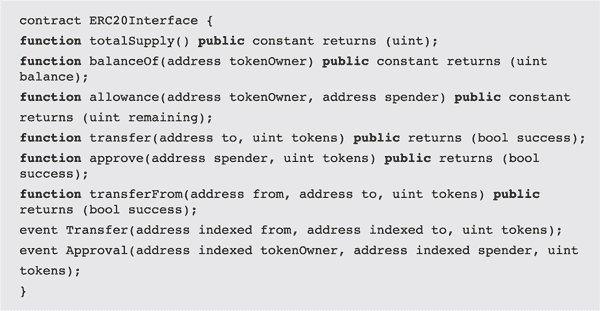 contract ERC20Interface {
function totalSupply() public constant returns (uint);
function balanceOf(address tokenOwner) public constant returns (uint
balance);
function allowance(address tokenOwner, address spender) public constant
returns (uint remaining);
function transfer(address to, uint tokens) public returns (bool success);
function approve(address spender, uint tokens) public returns (bool
success);
function transferFrom(address from, address to, uint tokens) public
returns (bool success);
event Transfer(address indexed from, address indexed to, uint tokens);
event Approval(address indexed tokenOwner, address indexed spender, uint
tokens);
}